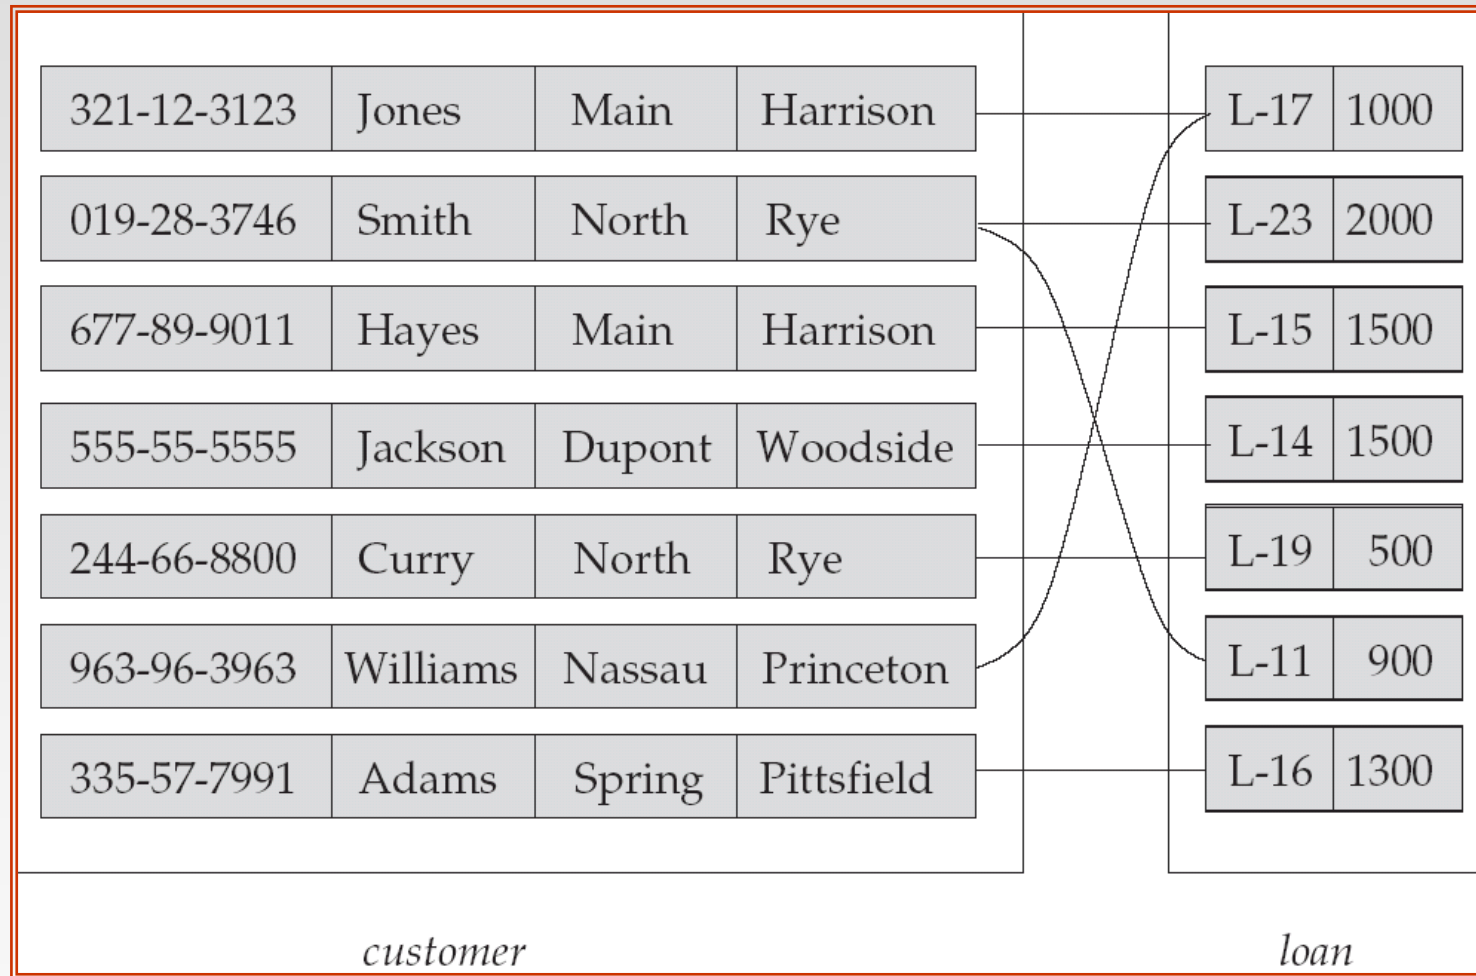 321-12-3123 Jones Main Harrison L-17 1000
019-28-3746 Smith North Rye L-23 2000
677-89-9011 Hayes Main Harrison L-15 1500
555-55-5555 Jackson Dupont Woodside L-14 1500
244-66-8800 Curry North Rye L-19 500
963-96-3963 Williams Nassau Princeton L-11 900
335-57-7991 Adams Spring Pittsfield L-16 1300
customer loan